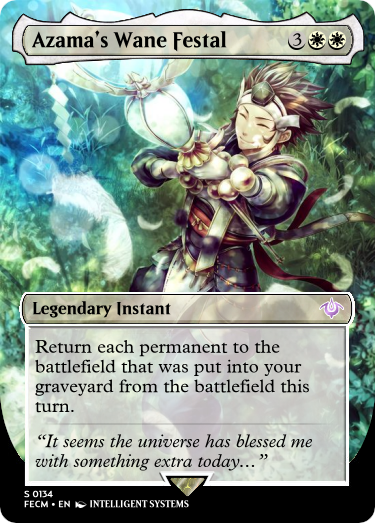 Azama's Wane Festal 3
Legendary Instant
Return each permanent to the
battlefield that was put into your
graveyard from the battlefield this
turn.
“It seems the universe has blessed me
with something extra today…”
S 0134
FECM • EN INTELLIGENT SYSTEMS